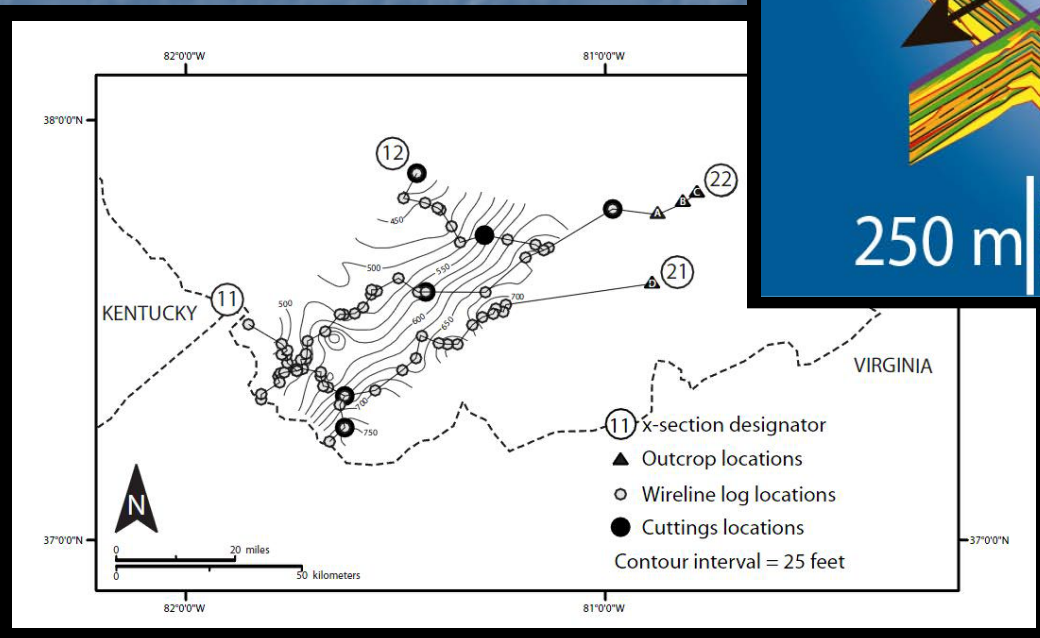 82°0'0"W
81°0'0"W
38°0'0"N
12
22
C
B
A
450
21
D
500
550
250 m
11
500
700
KENTUCKY
600
650
VIRGINIA
700
750
11 x-section designator
Outcrop locations
Wireline log locations
Cuttings locations
Contour interval = 25 feet
N
37°0'0"N
37°0'0"N
0 20 miles
0 50 kilometers
82°0'0"W
81°0'0"W